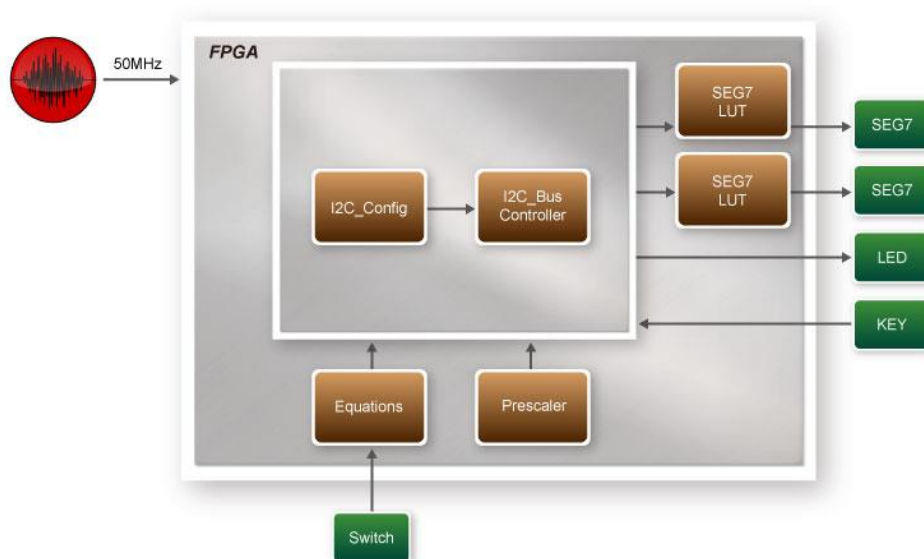 FPGA
50MHz
SEG7
LUT
SEG7
SEG7
LUT
SEG7
I2C_Config
I2C_Bus
Controller
LED
KEY
Equations
Prescaler
Switch